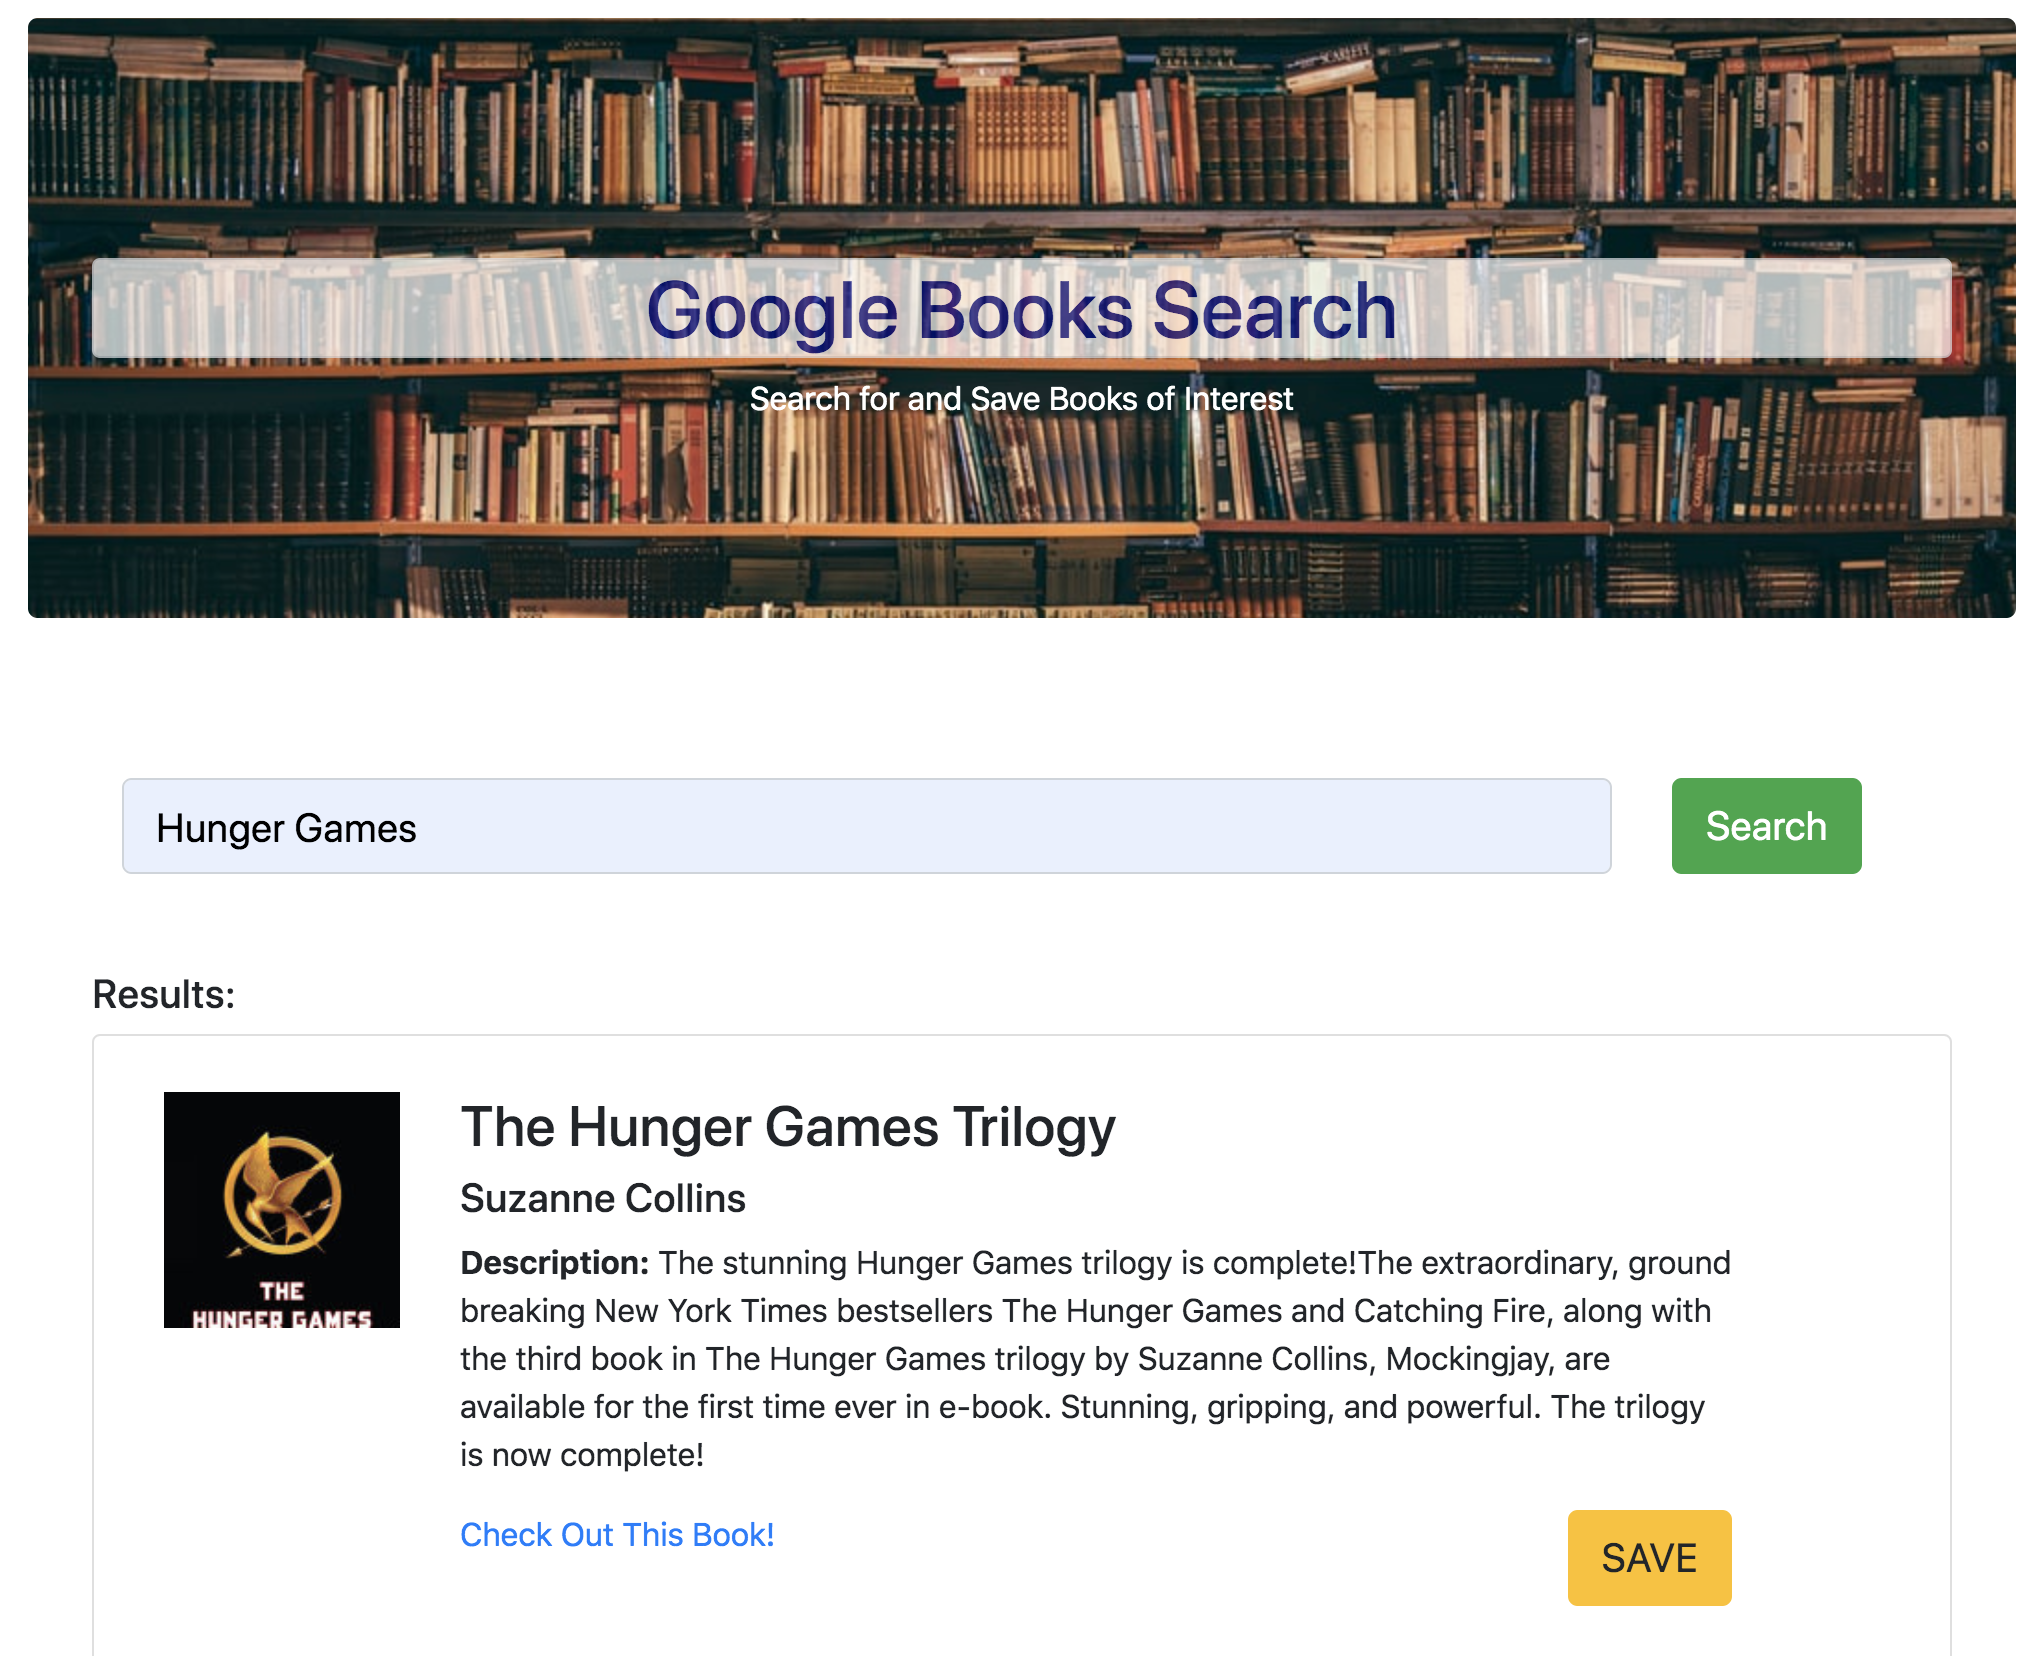 SCARLETT
Google Books Search
Search for and Save Books of Interest
Hunger Games
Search
Results:
The Hunger Games Trilogy
Suzanne Collins
Description: The stunning Hunger Games trilogy is complete!The extraordinary, ground
breaking New York Times bestsellers The Hunger Games and Catching Fire, along with
the third book in The Hunger Games trilogy by Suzanne Collins, Mockingjay, are
available for the first time ever in e-book. Stunning, gripping, and powerful. The trilogy
is now complete!
Check Out This Book!
SAVE
THE
HUNGER GAMES